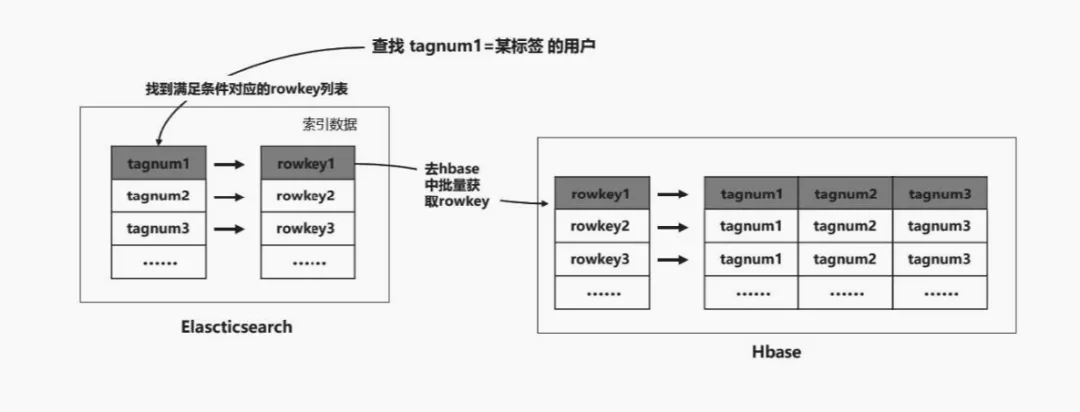 查找 tagnum1=某标签 的用户
找到满足条件对应的rowkey列表
索引数据
tagnum1 rowkey1
tagnum2 rowkey2
tagnum3 rowkey3
...... ......
Elascticsearch
去hbase
中批量获
取rowkey
rowkey1 tagnum1 tagnum2 tagnum3
rowkey2 tagnum1 tagnum2 tagnum3
rowkey3 tagnum1 tagnum2 tagnum3
...... ...... ...... ......
Hbase